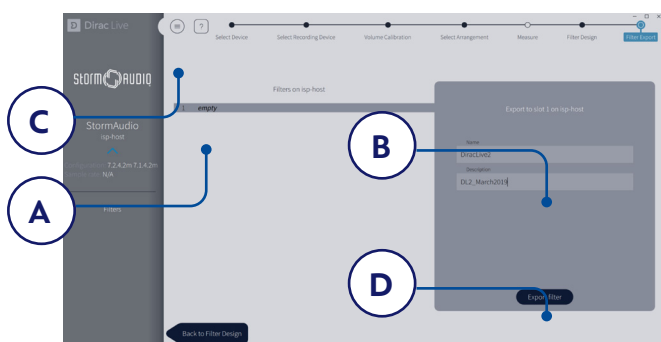 D Dirac Live
?
Select Device
Select Recording Device
Volume Calibration
Select Arrangement
Measure
Filter Design
Filter Export
StormAudio
C
Filters on isp-host
1 empty
Export to slot 1 on isp-host
StormAudio
isp-host
B
Name
DiracLive2
7.2.4.2m T.1.4.2m
N/A
Description
DL2_March2019
A
Filters
D
Export filter
Back to Filter Design